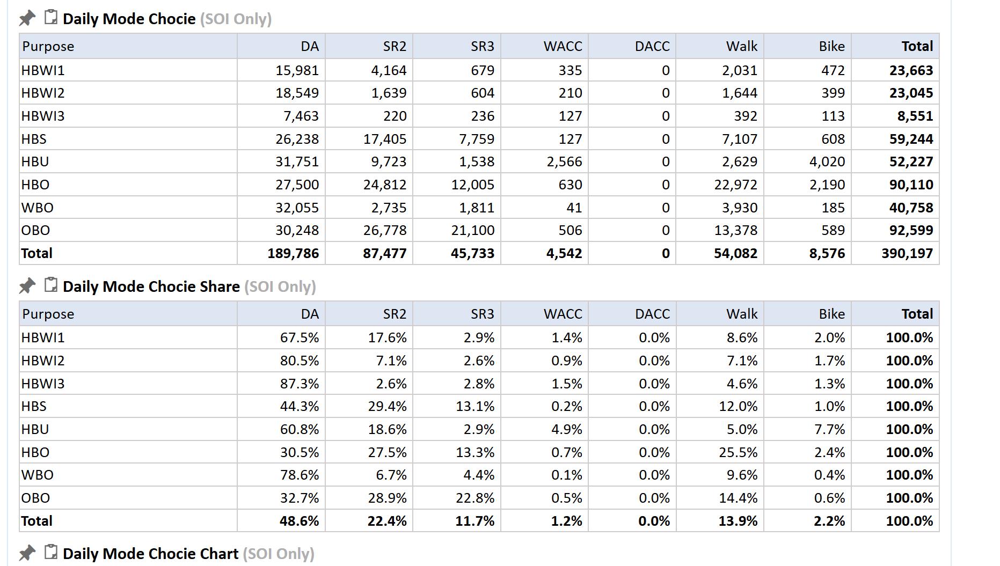 Daily Mode Chocie (SOI Only)
Purpose DA SR2 SR3 WACC DACC Walk Bike Total
HBWI1 15,981 4,164 679 335 0 2,031 472 23,663
HBWI2 18,549 1,639 604 210 0 1,644 399 23,045
HBWI3 7,463 220 236 127 0 392 113 8,551
HBS 26,238 17,405 7,759 127 0 7,107 608 59,244
HBU 31,751 9,723 1,538 2,566 0 2,629 4,020 52,227
HBO 27,500 24,812 12,005 630 0 22,972 2,190 90,110
WBO 32,055 2,735 1,811 41 0 3,930 185 40,758
OBO 30,248 26,778 21,100 506 0 13,378 589 92,599
Total 189,786 87,477 45,733 4,542 0 54,082 8,576 390,197
Daily Mode Chocie Share (SOI Only)
Purpose DA SR2 SR3 WACC DACC Walk Bike Total
HBWI1 67.5% 17.6% 2.9% 1.4% 0.0% 8.6% 2.0% 100.0%
HBWI2 80.5% 7.1% 2.6% 0.9% 0.0% 7.1% 1.7% 100.0%
HBWI3 87.3% 2.6% 2.8% 1.5% 0.0% 4.6% 1.3% 100.0%
HBS 44.3% 29.4% 13.1% 0.2% 0.0% 12.0% 1.0% 100.0%
HBU 60.8% 18.6% 2.9% 4.9% 0.0% 5.0% 7.7% 100.0%
HBO 30.5% 27.5% 13.3% 0.7% 0.0% 25.5% 2.4% 100.0%
WBO 78.6% 6.7% 4.4% 0.1% 0.0% 9.6% 0.4% 100.0%
OBO 32.7% 28.9% 22.8% 0.5% 0.0% 14.4% 0.6% 100.0%
Total 48.6% 22.4% 11.7% 1.2% 0.0% 13.9% 2.2% 100.0%
Daily Mode Chocie Chart (SOI Only)